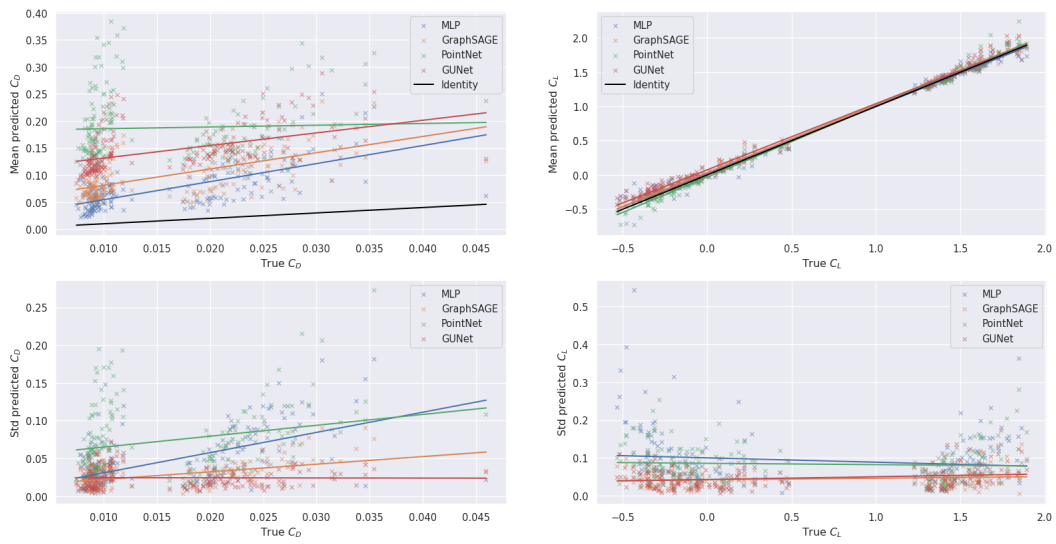 0.40
0.35
0.30
0.25
0.20
0.15
0.10
0.05
0.00
Mean predicted C_D
MLP
GraphSAGE
PointNet
GUNet
Identity
0.010 0.015 0.020 0.025 0.030 0.035 0.040 0.045
True C_D
2.0
1.5
1.0
0.5
0.0
−0.5
Mean predicted C_L
MLP
GraphSAGE
PointNet
GUNet
Identity
−0.5 0.0 0.5 1.0 1.5 2.0
True C_L
0.25
0.20
0.15
0.10
0.05
0.00
Std predicted C_D
MLP
GraphSAGE
PointNet
GUNet
0.010 0.015 0.020 0.025 0.030 0.035 0.040 0.045
True C_D
0.5
0.4
0.3
0.2
0.1
0.0
Std predicted C_L
MLP
GraphSAGE
PointNet
GUNet
−0.5 0.0 0.5 1.0 1.5 2.0
True C_L